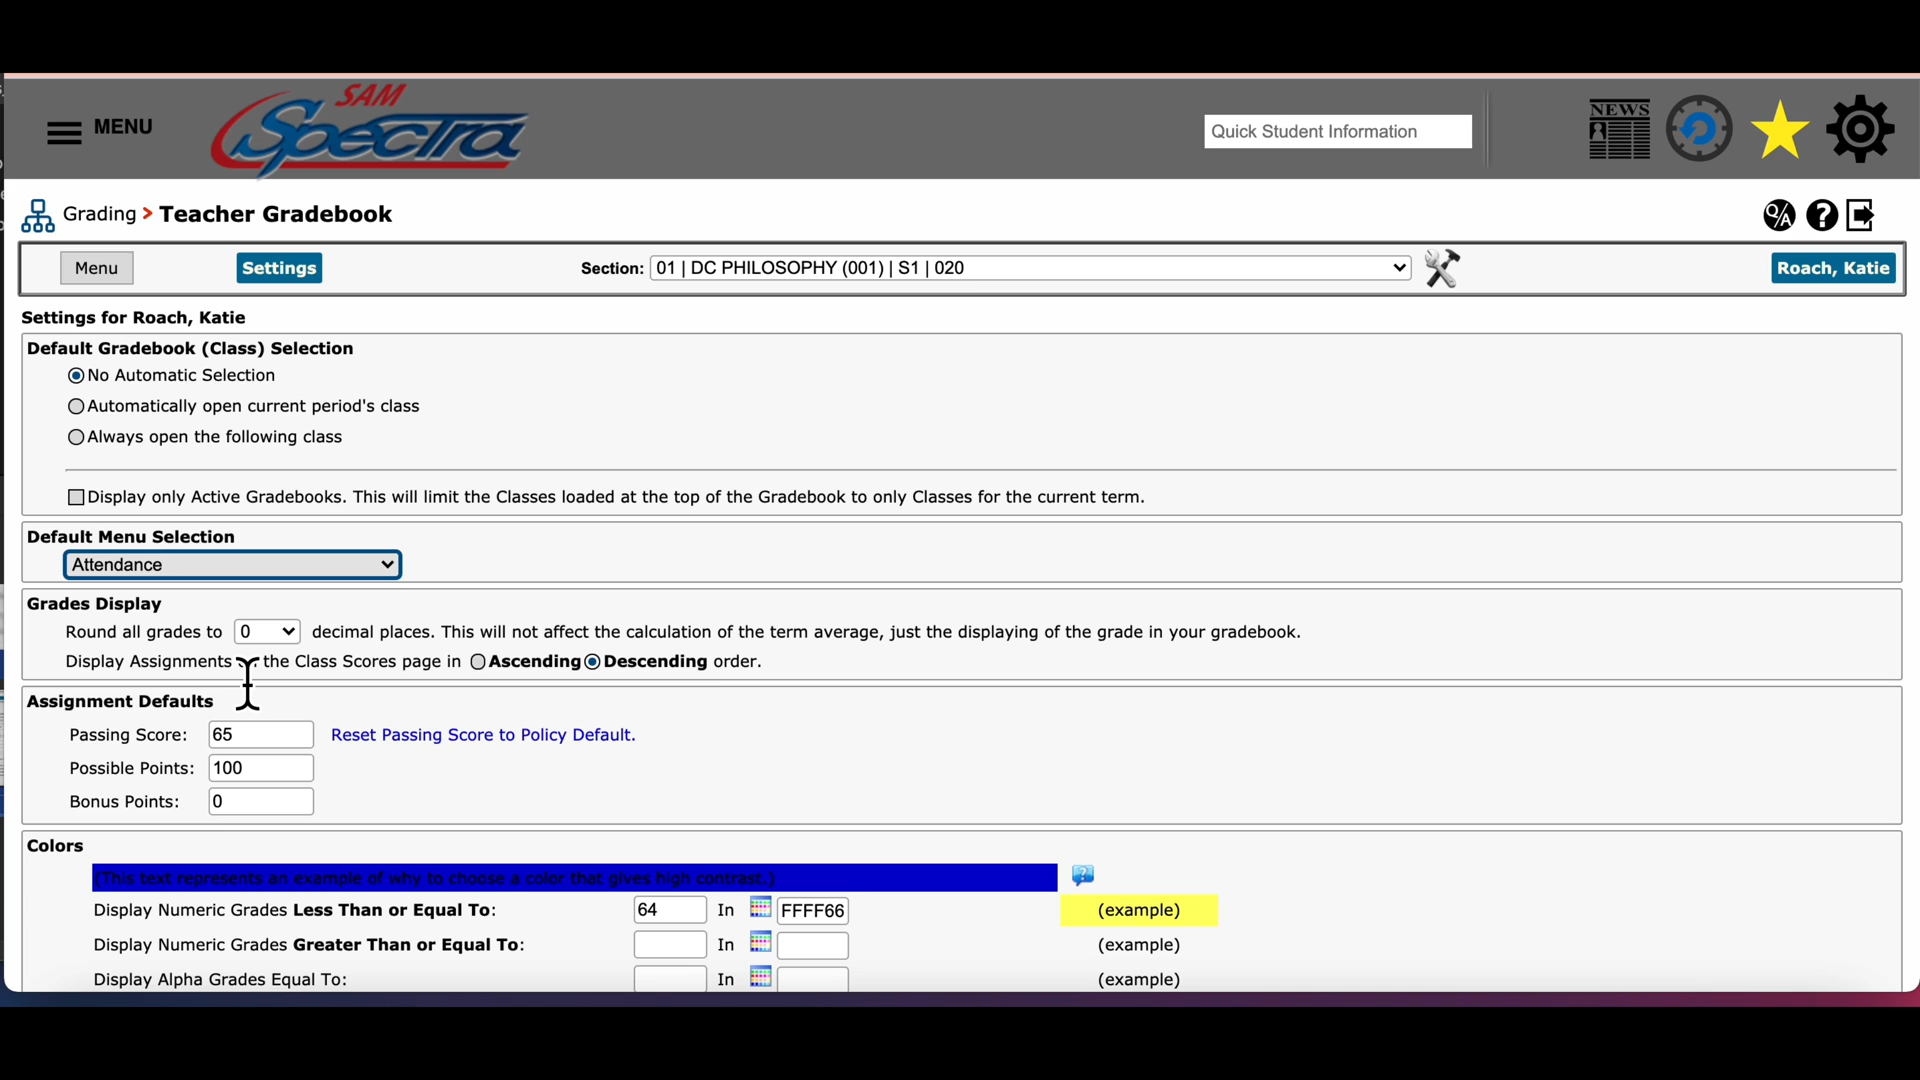 MENU
SAM
Spectra
Quick Student Information
NEWS
Grading > Teacher Gradebook
Q/A
?
Menu
Settings
Section: 01 | DC PHILOSOPHY (001) | S1 | 020
Roach, Katie
Settings for Roach, Katie
Default Gradebook (Class) Selection
No Automatic Selection
Automatically open current period's class
Always open the following class
Display only Active Gradebooks. This will limit the Classes loaded at the top of the Gradebook to only Classes for the current term.
Default Menu Selection
Attendance
Grades Display
Round all grades to 0 decimal places. This will not affect the calculation of the term average, just the displaying of the grade in your gradebook.
Display Assignments the Class Scores page in Ascending Descending order.
Assignment Defaults
Passing Score: 65 Reset Passing Score to Policy Default.
Possible Points: 100
Bonus Points: 0
Colors
(This text represents an example of why to choose a color that gives high contrast.)
?
Display Numeric Grades Less Than or Equal To: 64 In FFFF66 (example)
Display Numeric Grades Greater Than or Equal To: In (example)
Display Alpha Grades Equal To: In (example)